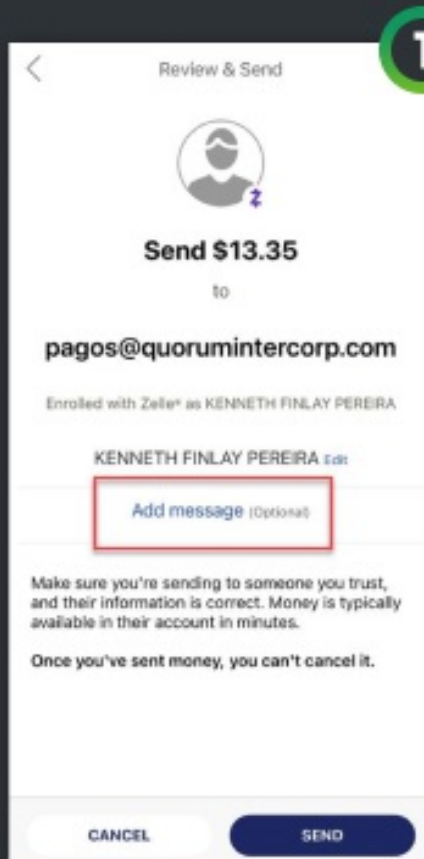 Review & Send
1
Send $13.35
to
pagos@quorumintercorp.com
Enrolled with Zelle® as KENNETH FINLAY PEREIRA
KENNETH FINLAY PEREIRA Edit
Add message (Optional)
Make sure you're sending to someone you trust,
and their information is correct. Money is typically
available in their account in minutes.
Once you've sent money, you can't cancel it.
CANCEL SEND